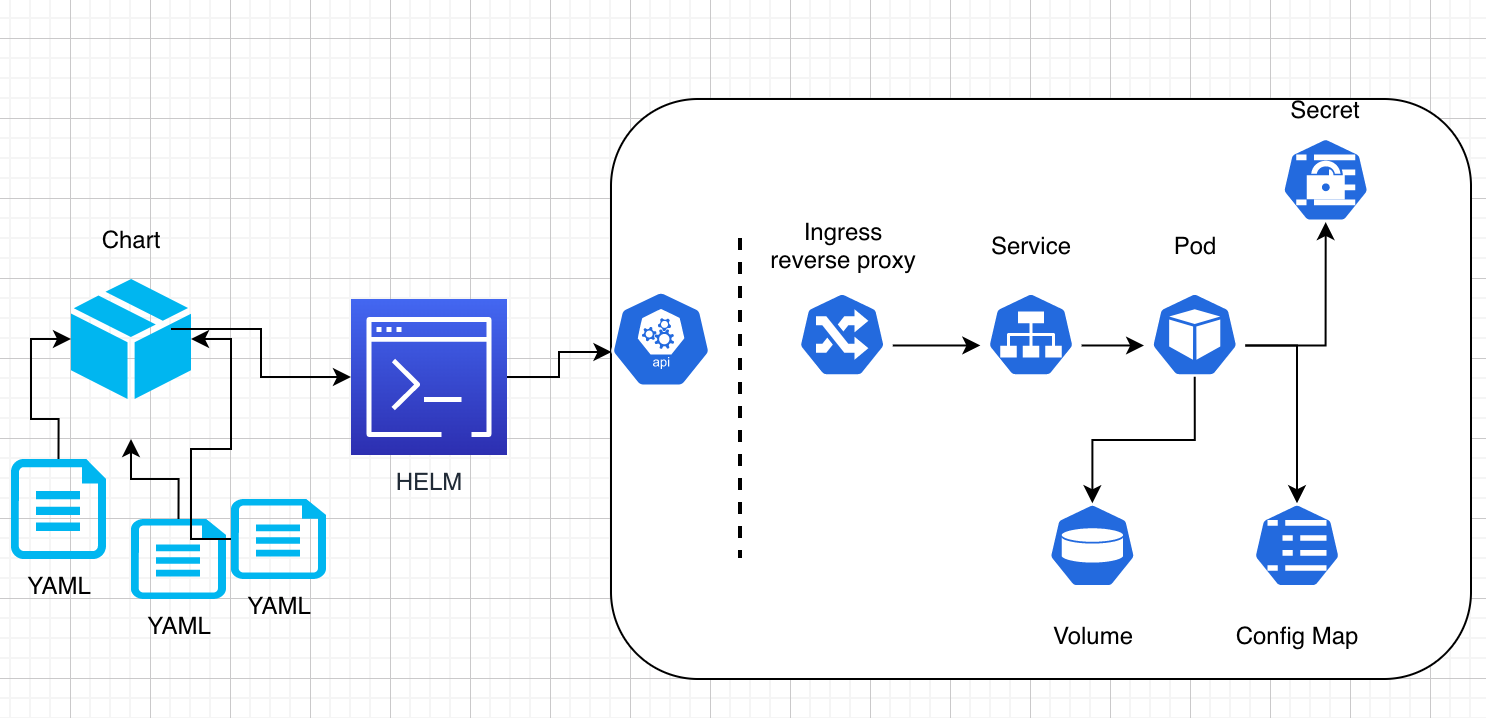 Secret
Chart
Ingress
reverse proxy
Service
Pod
api
HELM
YAML
YAML
YAML
Volume
Config Map